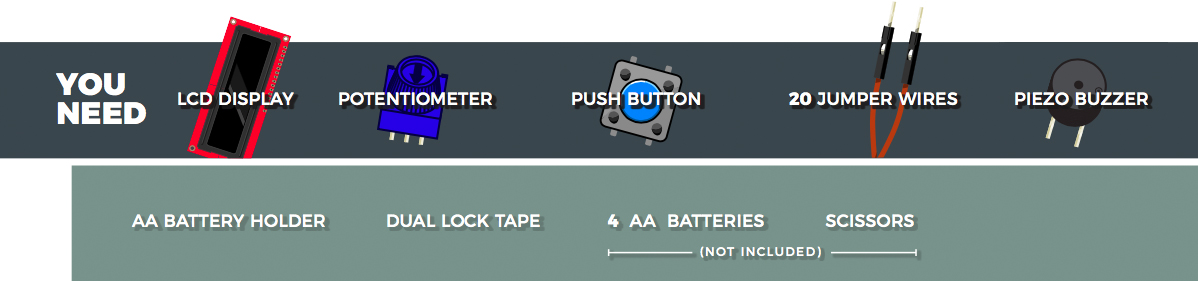 YOU
NEED
LCD DISPLAY
POTENTIOMETER
PUSH BUTTON
20 JUMPER WIRES
PIEZO BUZZER
AA BATTERY HOLDER
DUAL LOCK TAPE
4 AA BATTERIES
SCISSORS
(NOT INCLUDED)